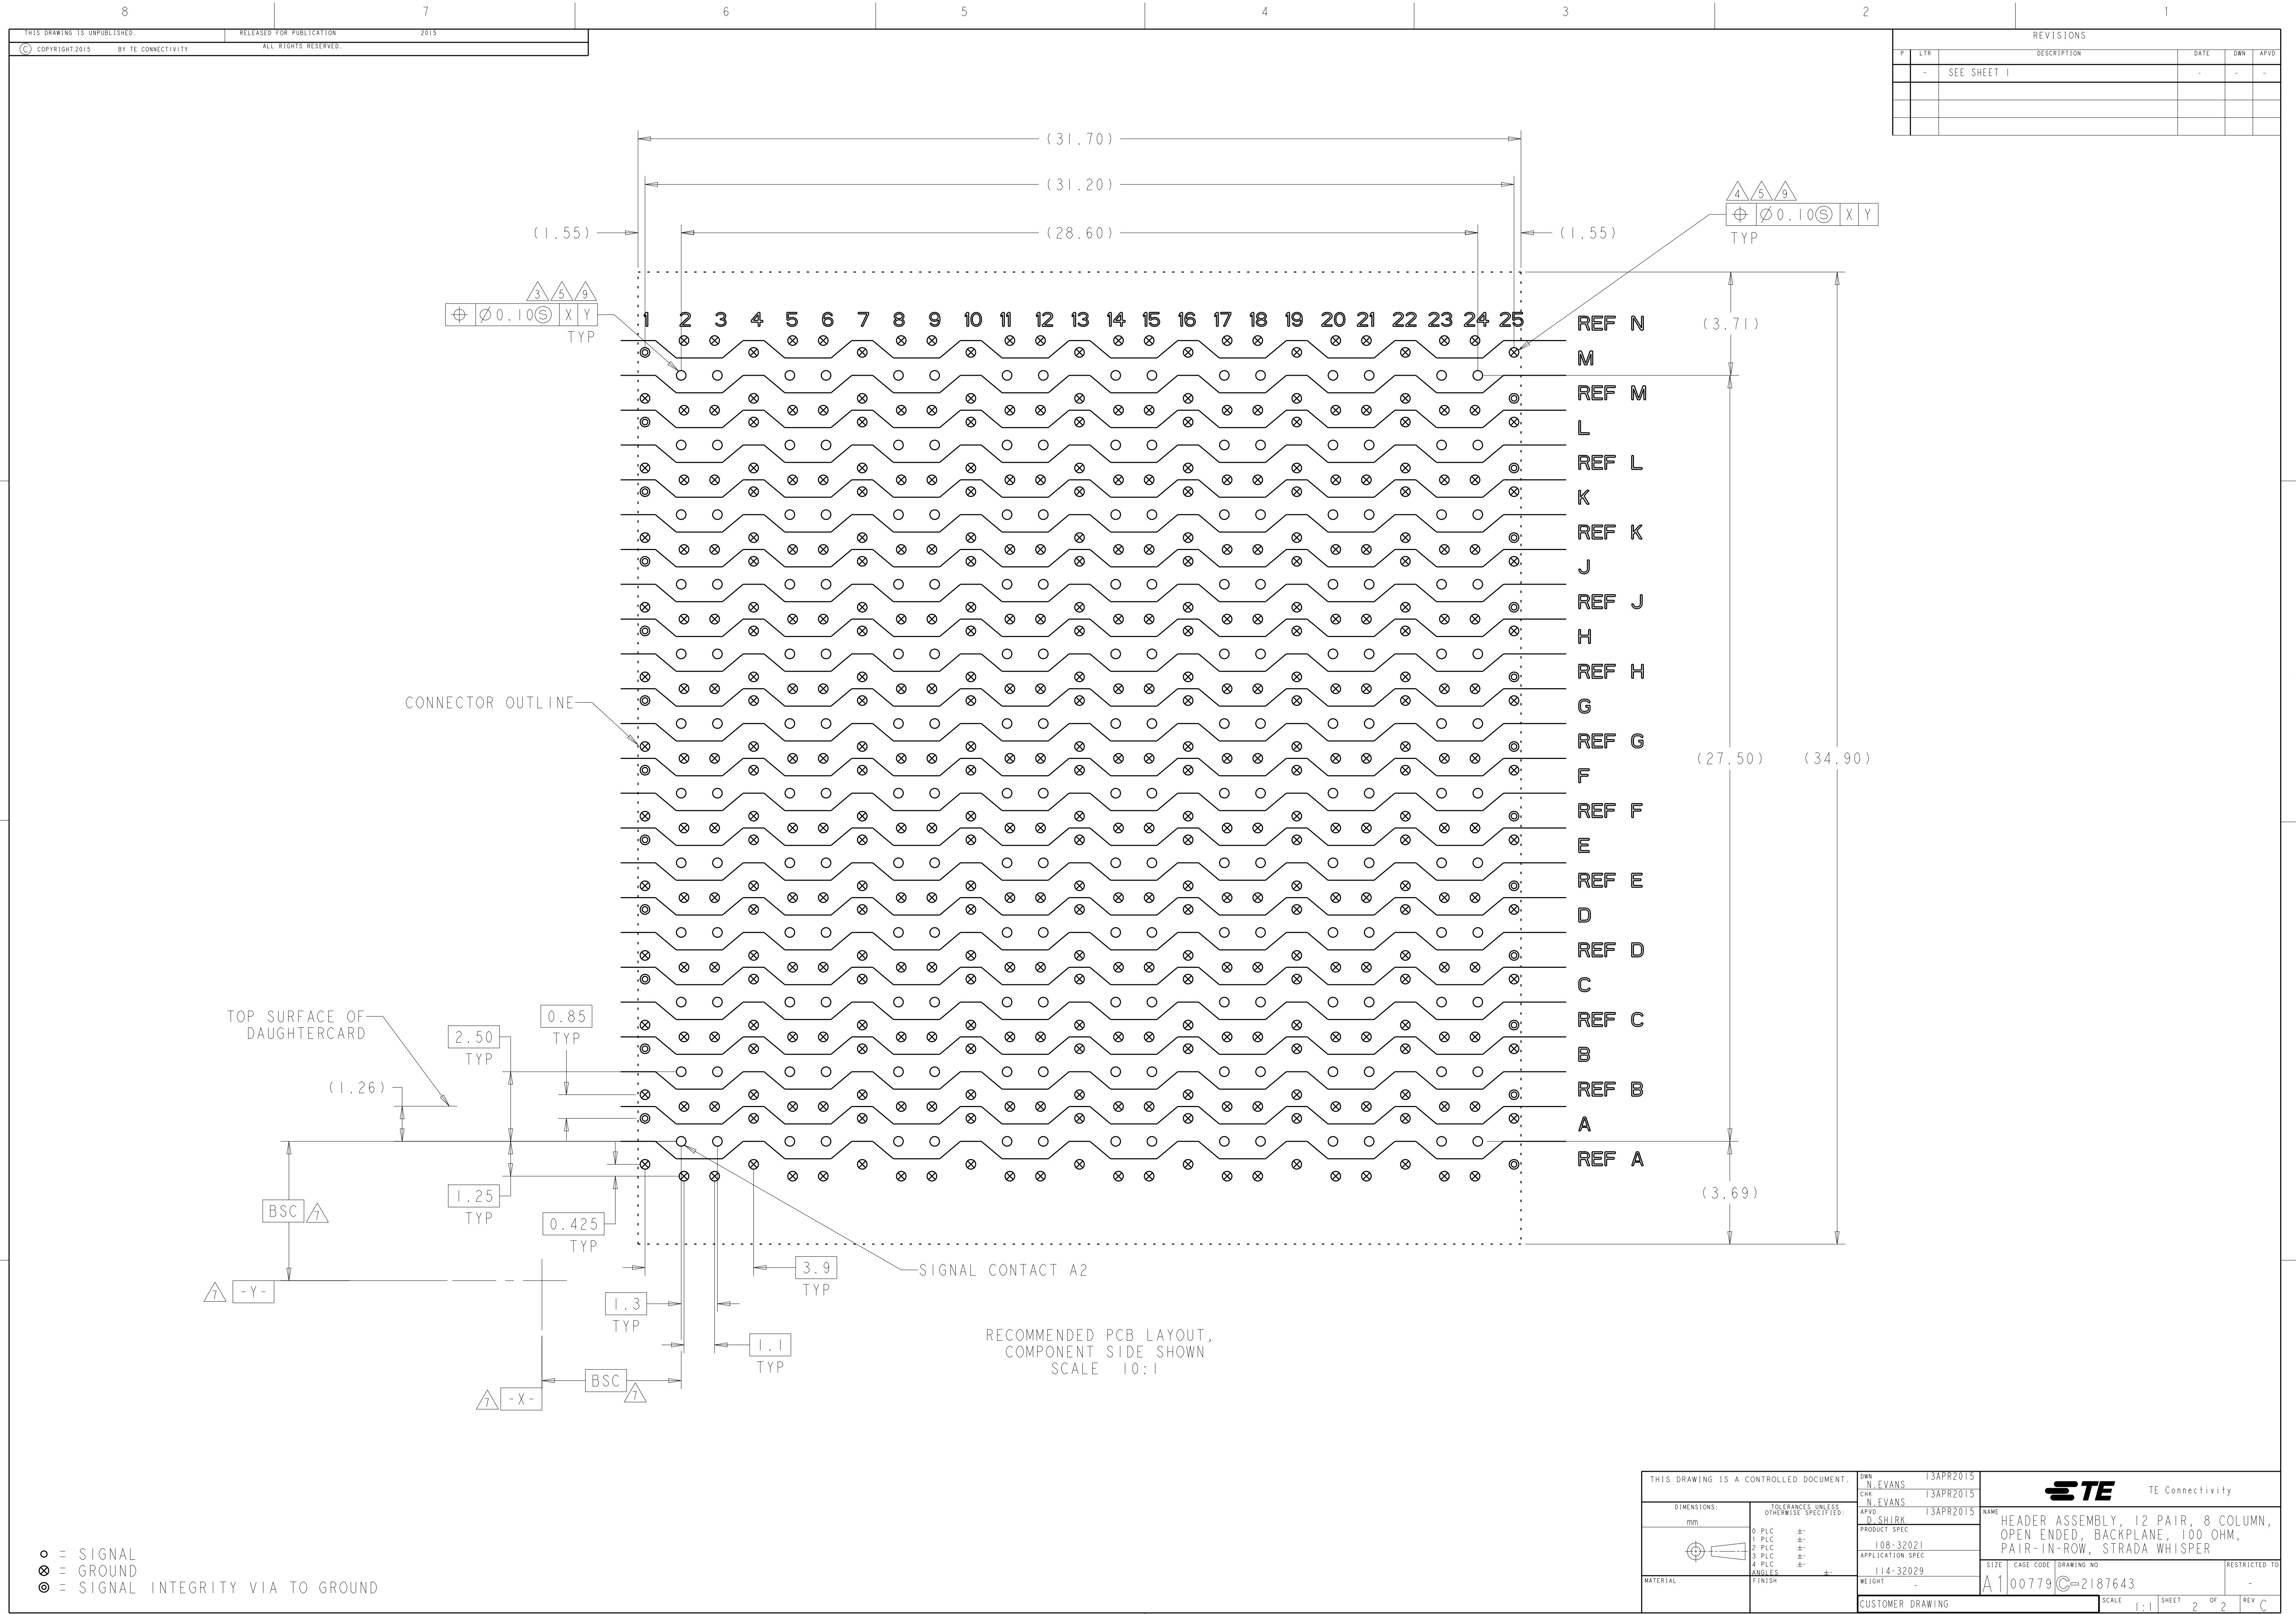 8 7 6 5 4 3 2 1
THIS DRAWING IS UNPUBLISHED. RELEASED FOR PUBLICATION 2015
© COPYRIGHT 2015 BY TE CONNECTIVITY ALL RIGHTS RESERVED.
REVISIONS
P LTR DESCRIPTION DATE DWN APVD
- SEE SHEET 1 - - -
(31.70)
(31.20)
(1.55) (28.60) (1.55)
4 5 9
⌖ Ø0.10Ⓢ X Y
TYP
3 5 9
⌖ Ø0.10Ⓢ X Y
TYP
1 2 3 4 5 6 7 8 9 10 11 12 13 14 15 16 17 18 19 20 21 22 23 24 25
REF N
(3.71)
M
REF M
L
REF L
K
REF K
J
REF J
H
REF H
CONNECTOR OUTLINE
G
REF G
(27.50) (34.90)
F
REF F
E
REF E
D
REF D
C
REF C
B
REF B
A
REF A
(3.69)
TOP SURFACE OF
DAUGHTERCARD
0.85
TYP
2.50
TYP
(1.26)
1.25
TYP
BSC 7
0.425
TYP
3.9
TYP
SIGNAL CONTACT A2
7 -Y-
1.3
TYP
1.1
TYP
BSC 7
7 -X-
RECOMMENDED PCB LAYOUT,
COMPONENT SIDE SHOWN
SCALE 10:1
= SIGNAL
= GROUND
= SIGNAL INTEGRITY VIA TO GROUND
THIS DRAWING IS A CONTROLLED DOCUMENT.
DIMENSIONS:
mm
TOLERANCES UNLESS
OTHERWISE SPECIFIED:
0 PLC ±-
1 PLC ±-
2 PLC ±-
3 PLC ±-
4 PLC ±-
ANGLES ±-
MATERIAL
FINISH
DWN 13APR2015
N.EVANS
CHK 13APR2015
N.EVANS
APVD 13APR2015
D.SHIRK
PRODUCT SPEC
108-32021
APPLICATION SPEC
114-32029
WEIGHT -
CUSTOMER DRAWING
TE TE Connectivity
NAME
HEADER ASSEMBLY, 12 PAIR, 8 COLUMN,
OPEN ENDED, BACKPLANE, 100 OHM,
PAIR-IN-ROW, STRADA WHISPER
SIZE CAGE CODE DRAWING NO RESTRICTED TO
A1 00779 C-2187643 -
SCALE 1:1 SHEET 2 OF 2 REV C